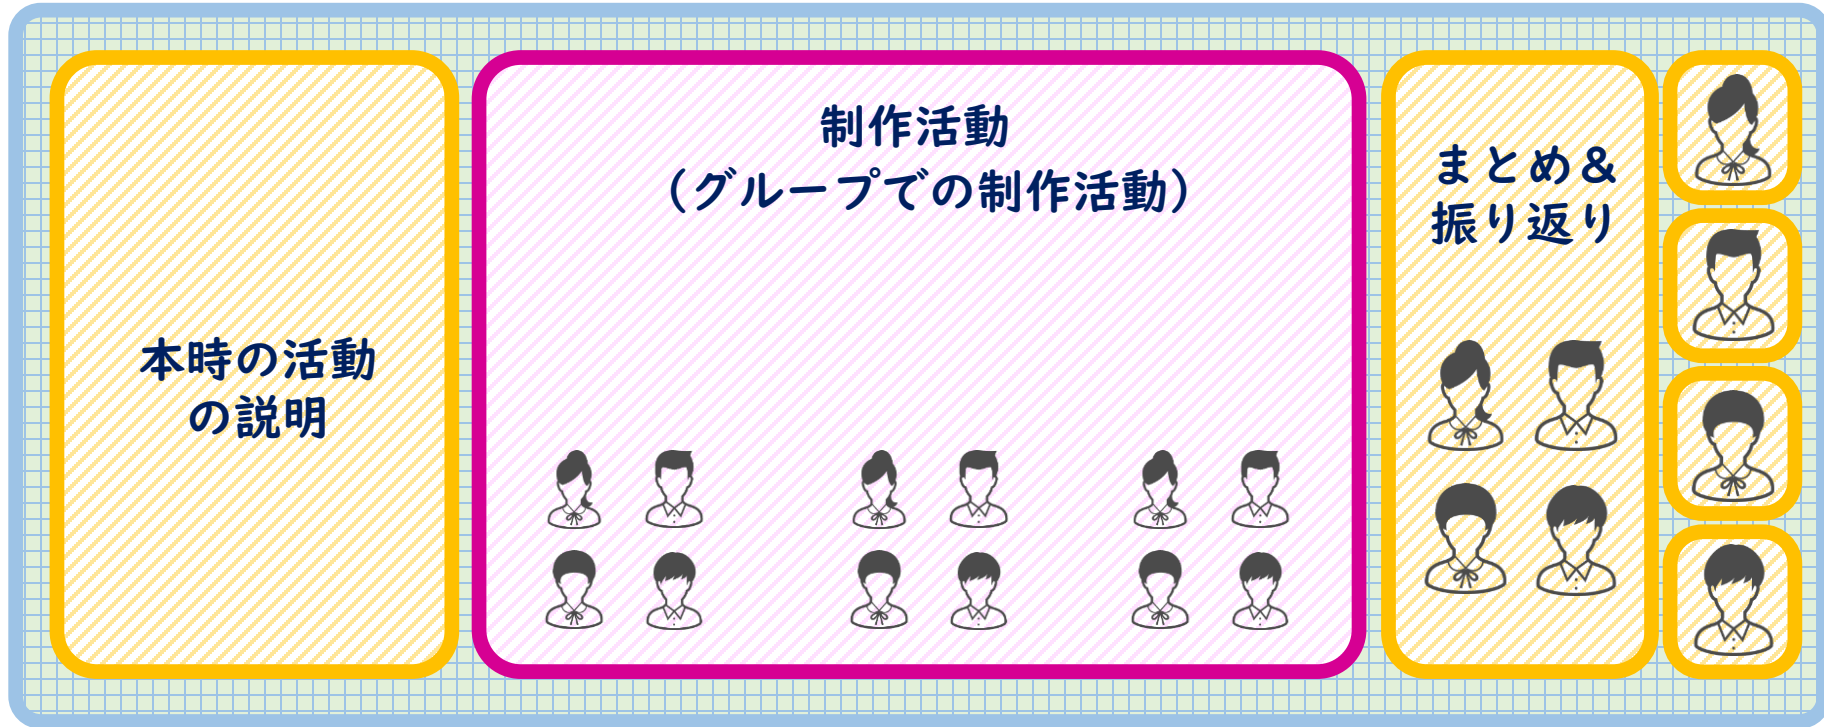 本時の活動
の説明
制作活動
（グループでの制作活動）
まとめ＆
振り返り